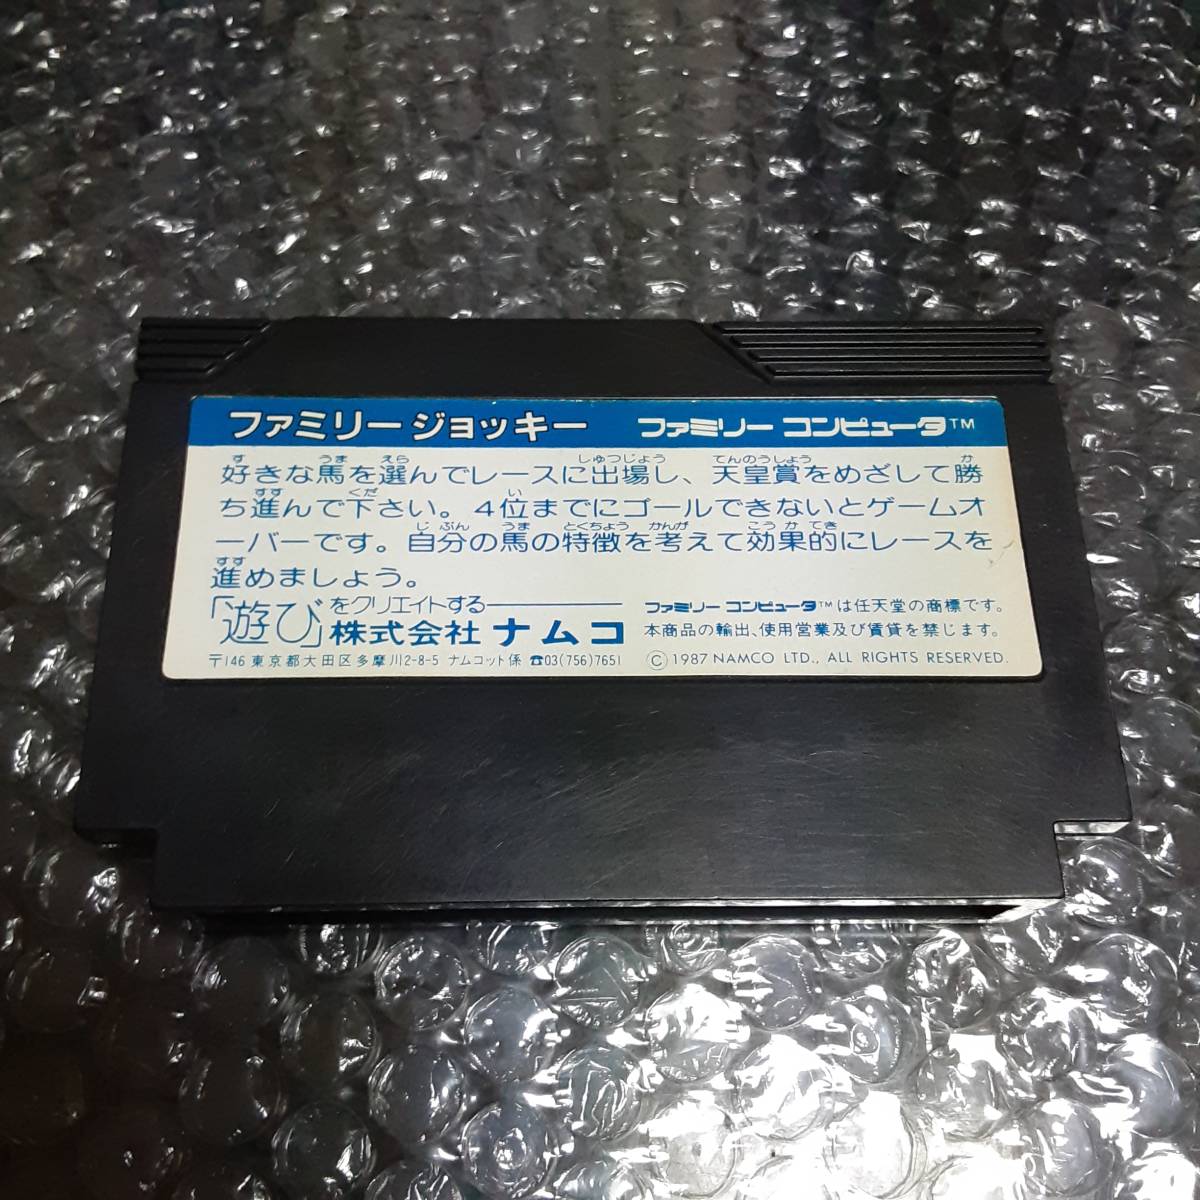 ファミリージョッキー ファミリー コンピュータ™
好きな馬を選んでレースに出場し、天皇賞をめざして勝
ち進んで下さい。4位までにゴールできないとゲームオ
ーバーです。自分の馬の特徴を考えて効果的にレースを
進めましょう。
「遊び」をクリエイトする
株式会社 ナムコ
〒146 東京都大田区多摩川2-8-5 ナムコット係 ☎03(756)7651
ファミリー コンピュータ™は任天堂の商標です。
本商品の輸出、使用営業及び賃貸を禁じます。
© 1987 NAMCO LTD., ALL RIGHTS RESERVED.